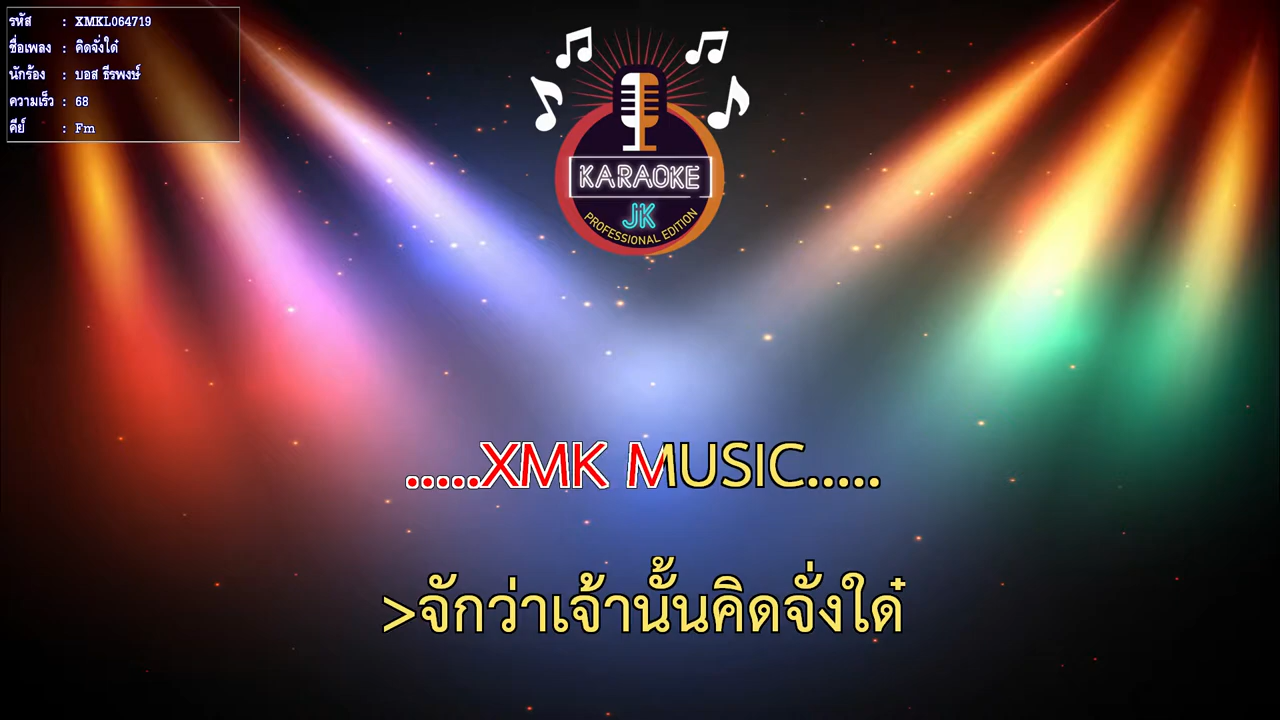 รหัส : XMKL064719
ชื่อเพลง : คิดจั่งใด๋
นักร้อง : บอส ธีรพงษ์
ความเร็ว : 68
คีย์ : Fm
KARAOKE
JK
PROFESSIONAL EDITION
.....XMK MUSIC.....
>จักว่าเจ้านั้นคิดจั่งใด๋